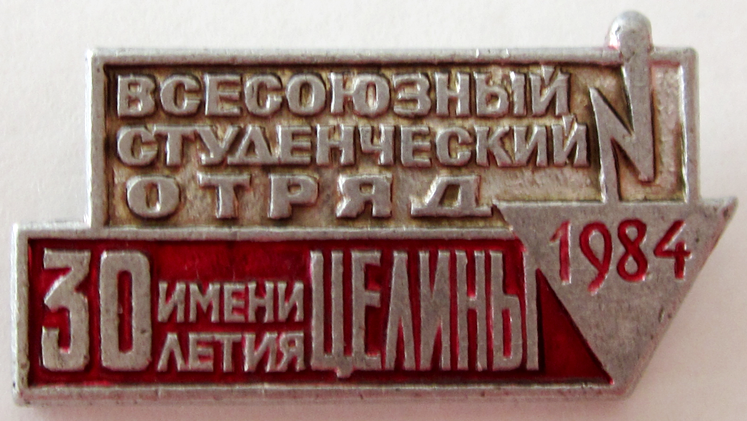 ВСЕСОЮЗНЫЙ
СТУДЕНЧЕСКИЙ
ОТРЯД
1984
30 ИМЕНИ ЛЕТИЯ ЦЕЛИНЫ